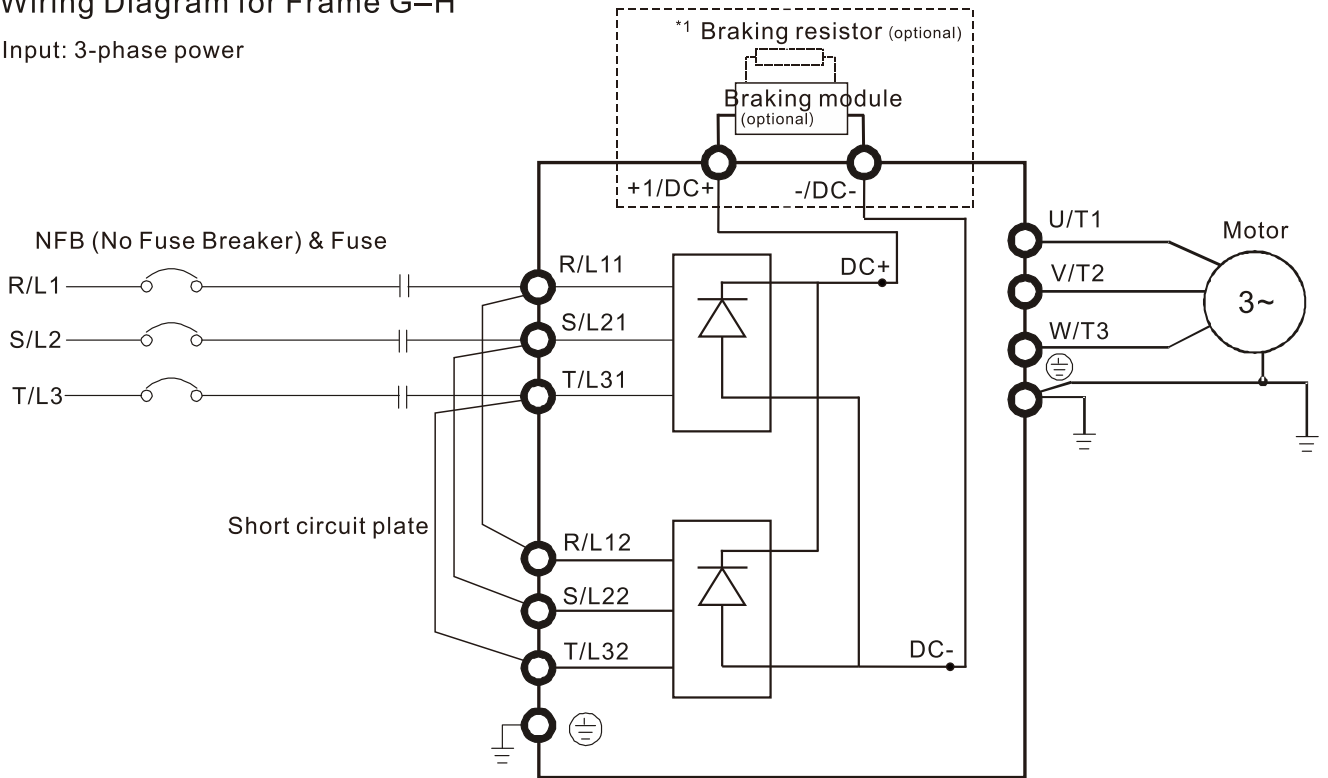 Wiring Diagram for Frame G–H
Input: 3-phase power
*1 Braking resistor (optional)
Braking module
(optional)
+1/DC+
-/DC-
NFB (No Fuse Breaker) & Fuse
R/L1
S/L2
T/L3
R/L11
S/L21
T/L31
DC+
U/T1
V/T2
W/T3
Motor
3~
Short circuit plate
R/L12
S/L22
T/L32
DC-